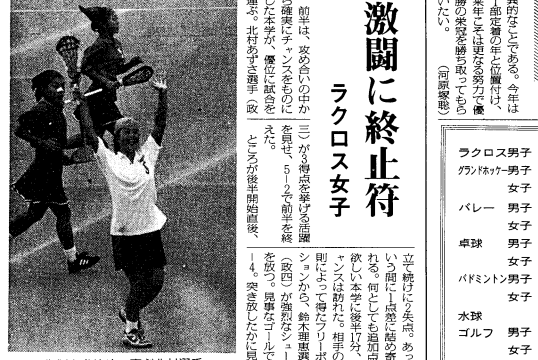 異的なことである。今年は
1部定着の年と位置付け、
来年こそは更なる努力で優
勝の栄冠を勝ち取ってもら
いたい。
(河原塚聡)
激闘に終止符
ラクロス女子
前半は、攻め合いの中か
ら確実にチャンスをものに
した本学が、優位に試合を
運ぶ。北村あずさ選手(政
三)が3得点を挙げる活躍
を見せ、5―2で前半を終
えた。
ところが後半開始直後、
立て続けに2失点。あっ
いう間に1点差に詰め寄
れる。何としても追加点
欲しい本学に後半17分、
ャンスは訪れた。相手の
則によって得たフリーポ
ションから、鈴木理恵選
(政四)が強烈なシュー
を放つ。見事なゴールで
―4。突き放したかに見
ラクロス男子
グランドホッケー男子
女子
バレー 男子
女子
卓球 男子
女子
バドミントン男子
女子
水球
ゴルフ 男子
女子